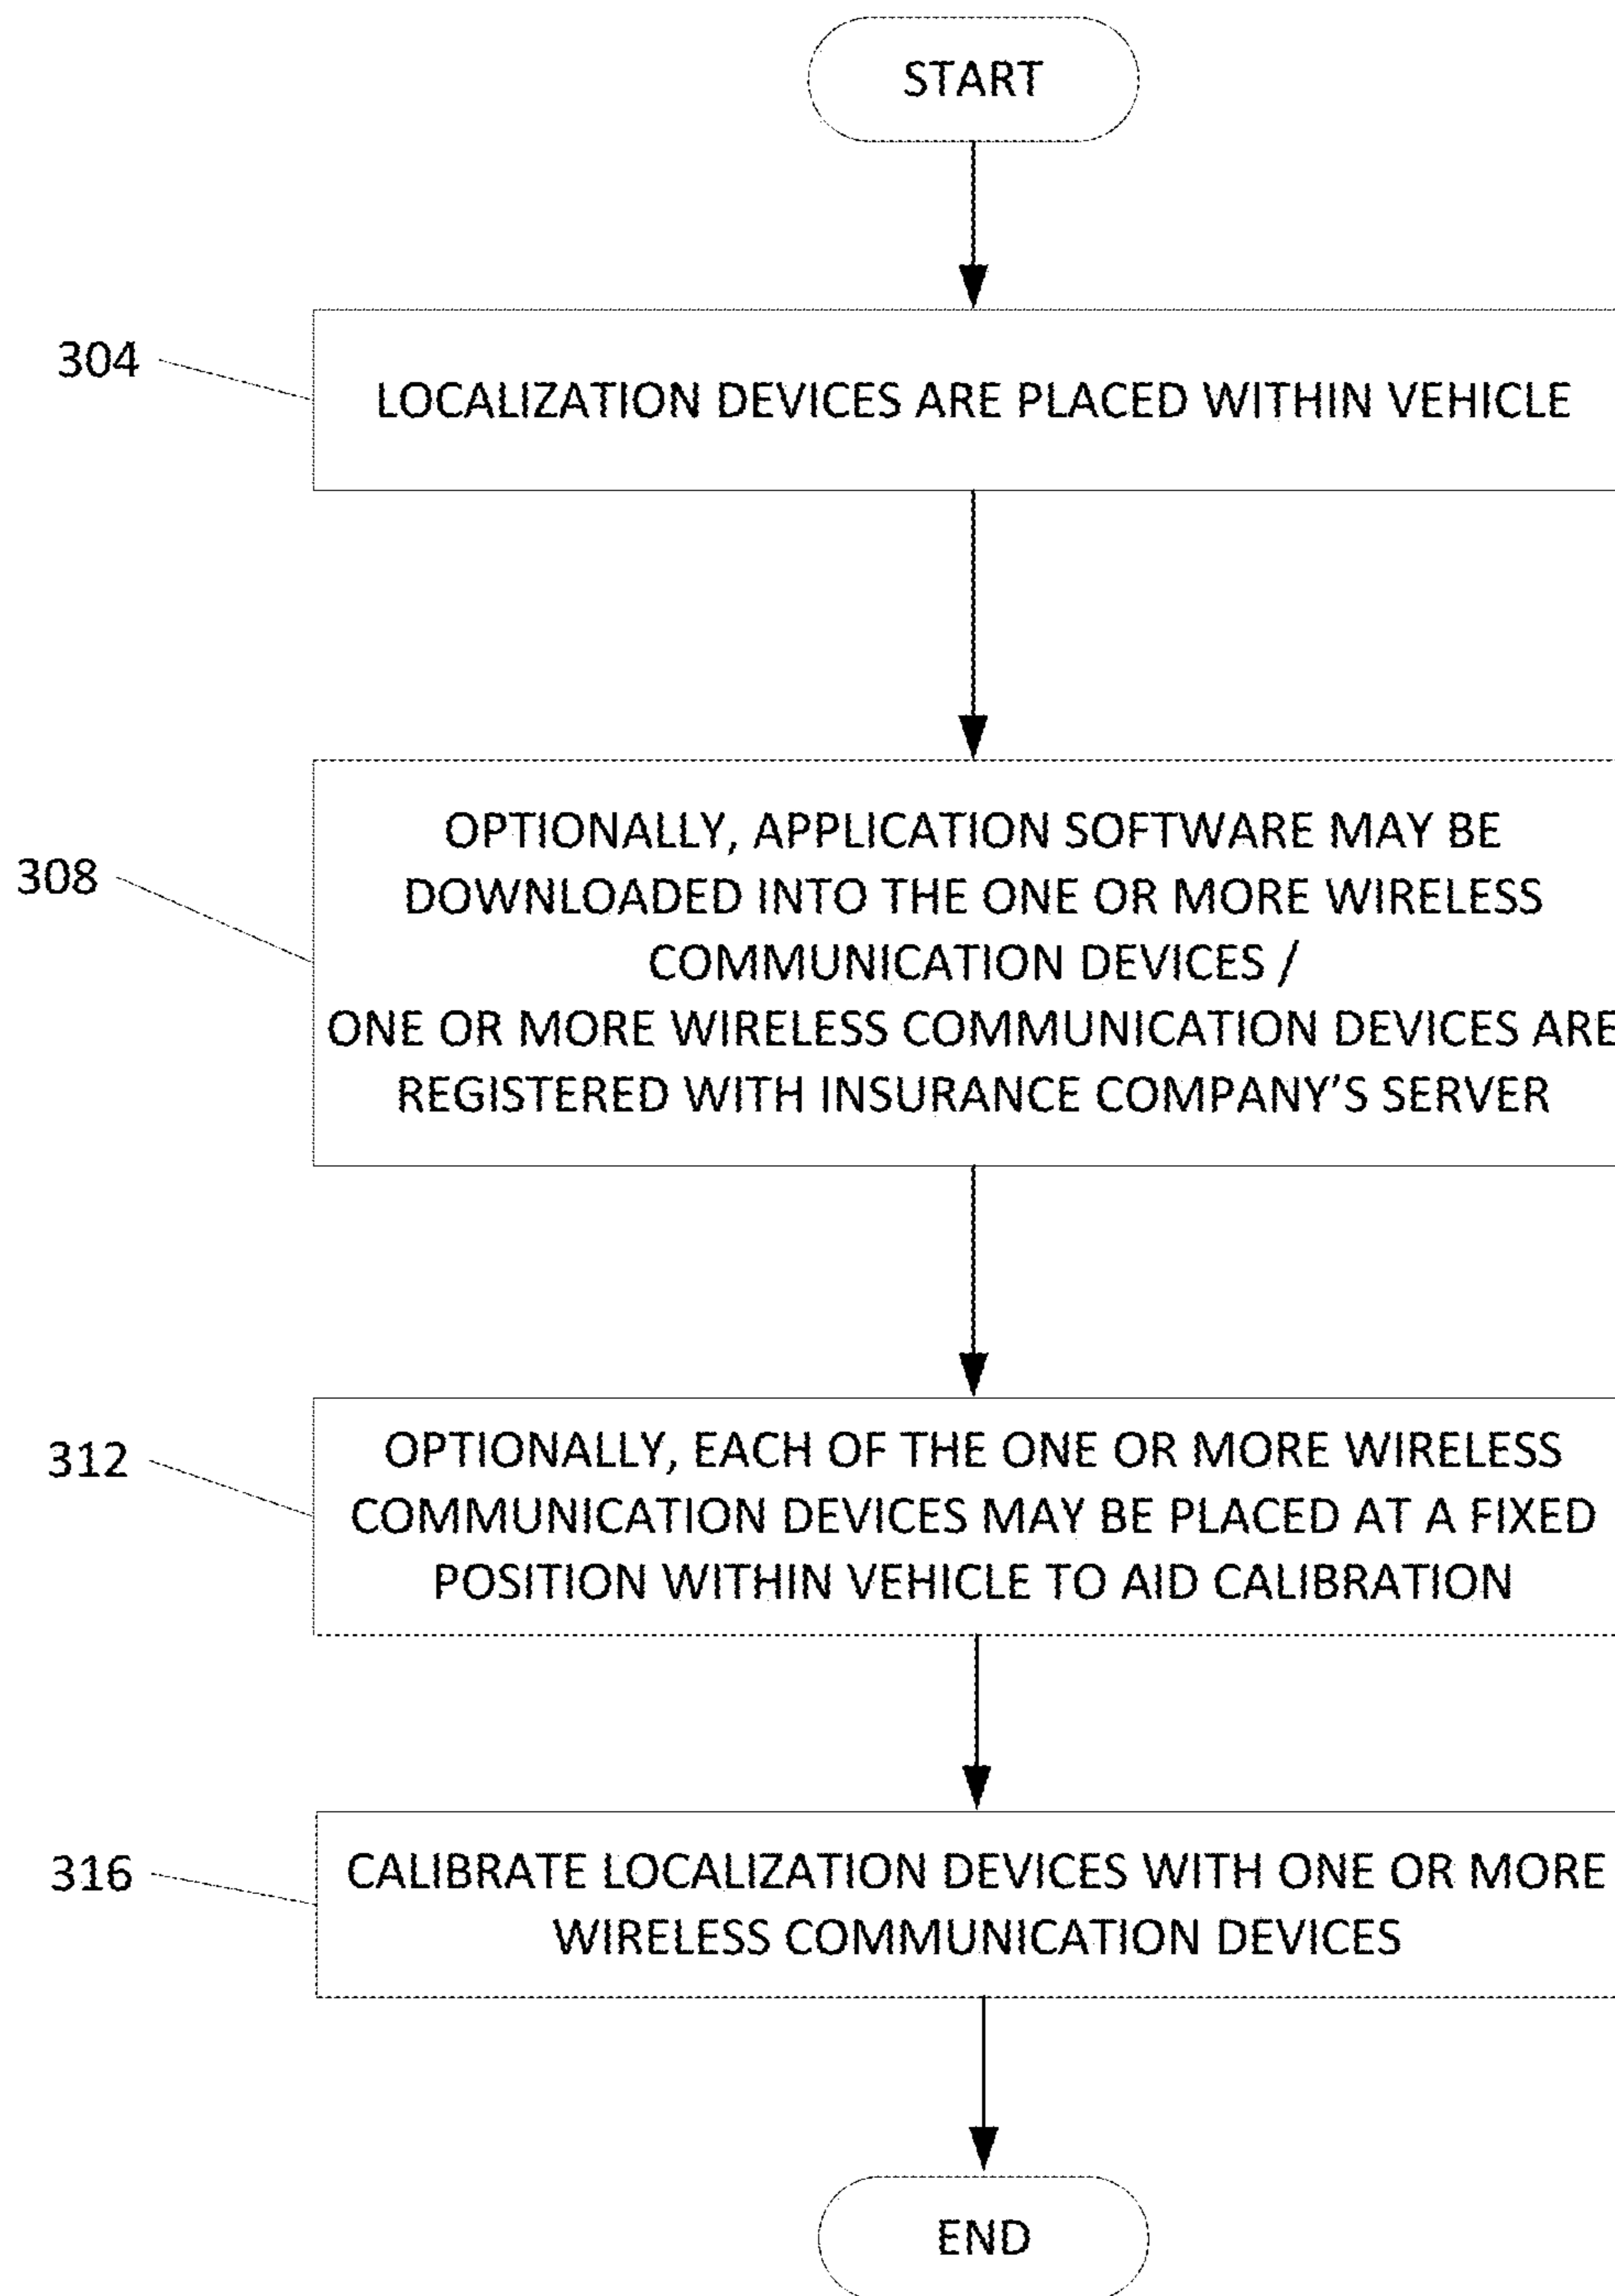 START
304
LOCALIZATION DEVICES ARE PLACED WITHIN VEHICLE
308
OPTIONALLY, APPLICATION SOFTWARE MAY BE
DOWNLOADED INTO THE ONE OR MORE WIRELESS
COMMUNICATION DEVICES /
ONE OR MORE WIRELESS COMMUNICATION DEVICES ARE
REGISTERED WITH INSURANCE COMPANY'S SERVER
312
OPTIONALLY, EACH OF THE ONE OR MORE WIRELESS
COMMUNICATION DEVICES MAY BE PLACED AT A FIXED
POSITION WITHIN VEHICLE TO AID CALIBRATION
316
CALIBRATE LOCALIZATION DEVICES WITH ONE OR MORE
WIRELESS COMMUNICATION DEVICES
END